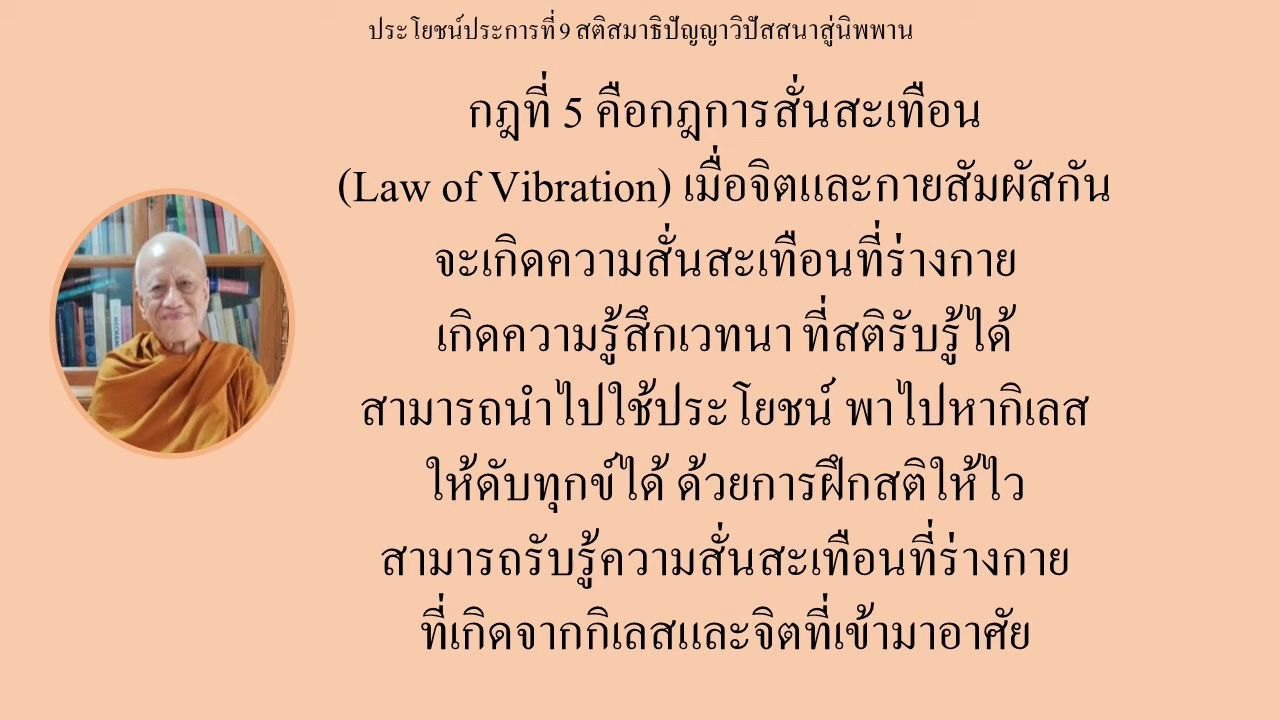 ประโยชน์ประการที่ 9 สติสมาธิปัญญาวิปัสสนาสู่นิพพาน
กฎที่ 5 คือกฎการสั่นสะเทือน
(Law of Vibration) เมื่อจิตและกายสัมผัสกัน
จะเกิดความสั่นสะเทือนที่ร่างกาย
เกิดความรู้สึกเวทนา ที่สติรับรู้ได้
สามารถนำไปใช้ประโยชน์ พาไปหากิเลส
ให้ดับทุกข์ได้ ด้วยการฝึกสติให้ไว
สามารถรับรู้ความสั่นสะเทือนที่ร่างกาย
ที่เกิดจากกิเลสและจิตที่เข้ามาอาศัย